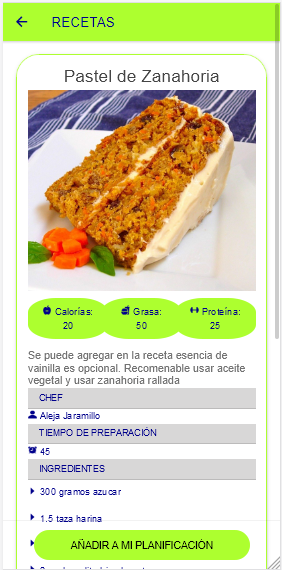 RECETAS
Pastel de Zanahoria
Calorías: Grasa: Proteína:
20 50 25
Se puede agregar en la receta esencia de
vainilla es opcional. Recomenable usar aceite
vegetal y usar zanahoria rallada
CHEF
Aleja Jaramillo
TIEMPO DE PREPARACIÓN
45
INGREDIENTES
300 gramos azucar
1.5 taza harina
AÑADIR A MI PLANIFICACIÓN